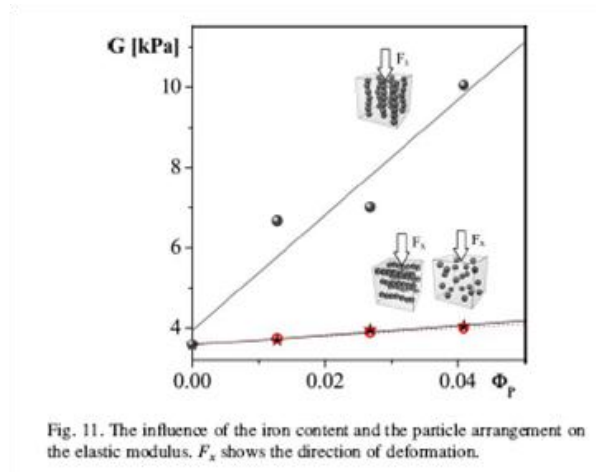 G [kPa]
10
8
6
4
Fₓ
Fₓ
Fₓ
0.00
0.02
0.04
Φₚ
Fig. 11. The influence of the iron content and the particle arrangement on
the elastic modulus. Fₓ shows the direction of deformation.